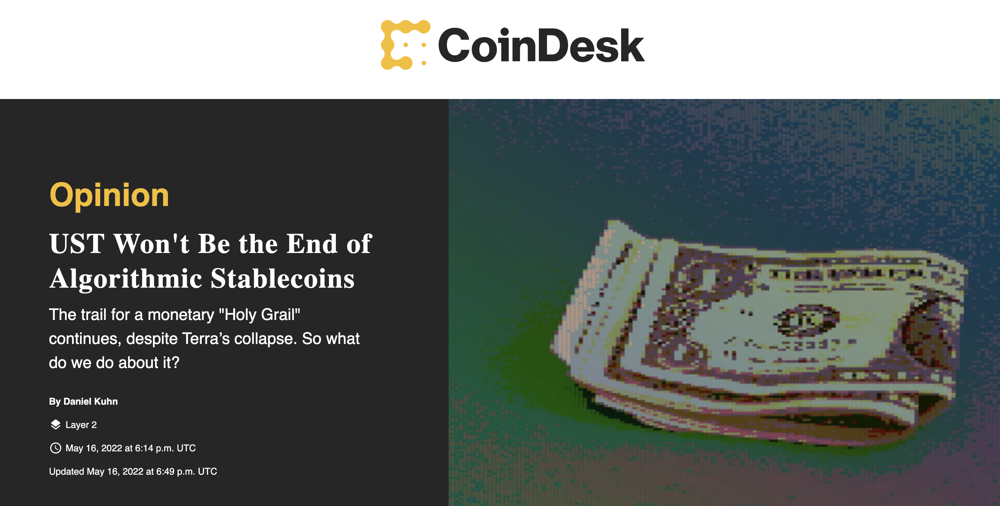 CoinDesk
Opinion
UST Won't Be the End of
Algorithmic Stablecoins
The trail for a monetary "Holy Grail"
continues, despite Terra’s collapse. So what
do we do about it?
By Daniel Kuhn
Layer 2
May 16, 2022 at 6:14 p.m. UTC
Updated May 16, 2022 at 6:49 p.m. UTC